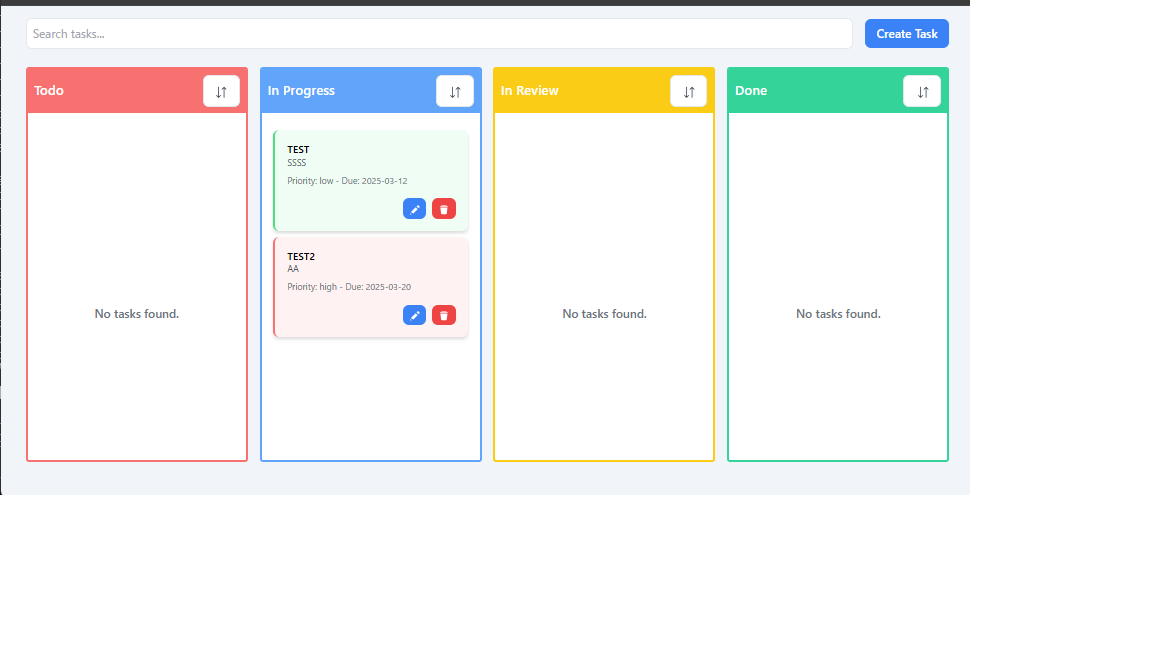 Search tasks...
Create Task
Todo
In Progress
In Review
Done
TEST
SSSS
Priority: low - Due: 2025-03-12
TEST2
AA
Priority: high - Due: 2025-03-20
No tasks found.
No tasks found.
No tasks found.